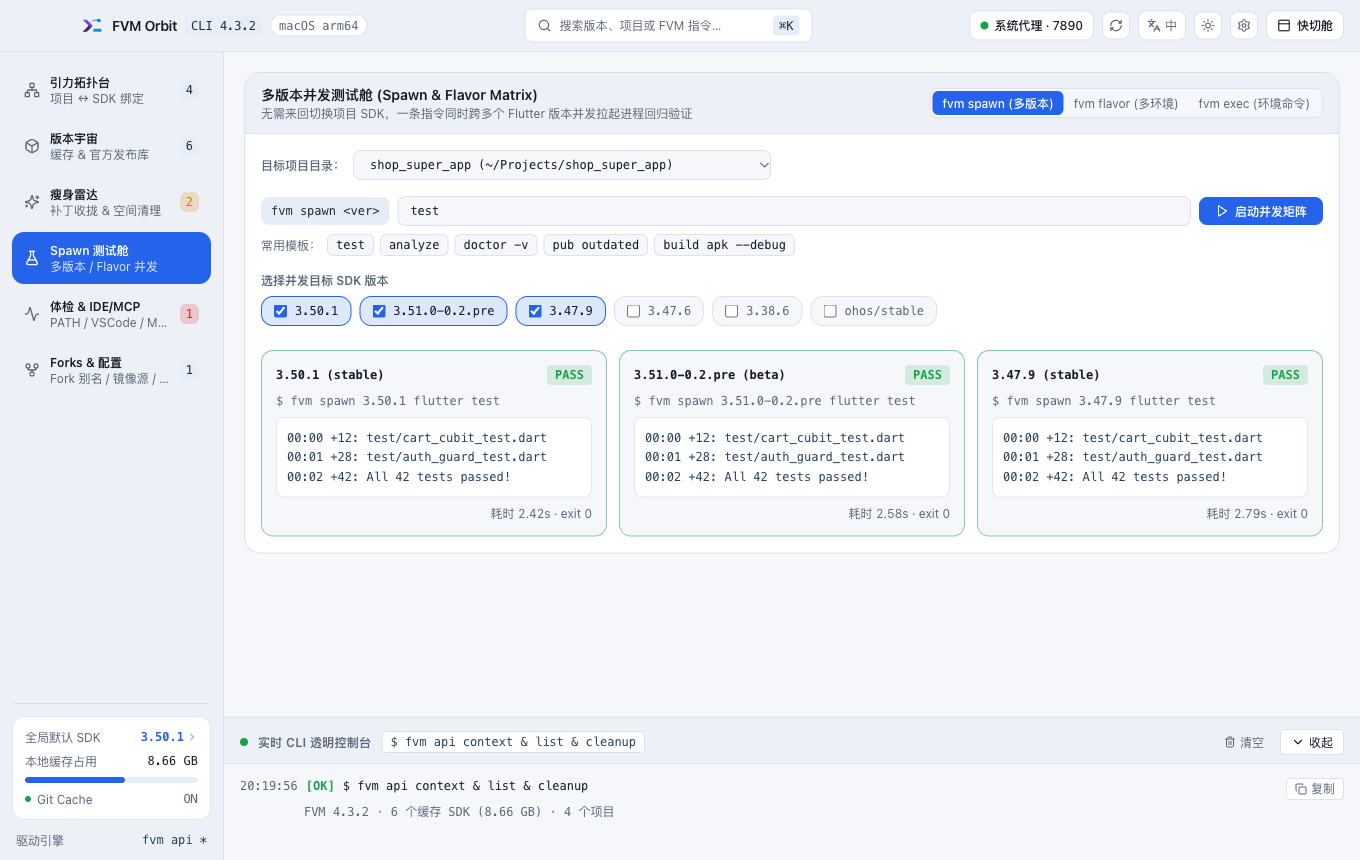 FVM Orbit CLI 4.3.2 macOS arm64 搜索版本、项目或 FVM 指令... ⌘K 系统代理 · 7890 中 快切舱
引力拓扑台 4
项目 ↔ SDK 绑定
版本宇宙 6
缓存 & 官方发布库
瘦身雷达 2
补丁收拢 & 空间清理
Spawn 测试舱
多版本 / Flavor 并发
体检 & IDE/MCP 1
PATH / VSCode / M...
Forks & 配置 1
Fork 别名 / 镜像源 / ...
全局默认 SDK 3.50.1
本地缓存占用 8.66 GB
Git Cache ON
驱动引擎 fvm api *
多版本并发测试舱 (Spawn & Flavor Matrix)
无需来回切换项目 SDK，一条指令同时跨多个 Flutter 版本并发拉起进程回归验证
fvm spawn (多版本) fvm flavor (多环境) fvm exec (环境命令)
目标项目目录: shop_super_app (~/Projects/shop_super_app)
fvm spawn <ver> test 启动并发矩阵
常用模板: test analyze doctor -v pub outdated build apk --debug
选择并发目标 SDK 版本
3.50.1 3.51.0-0.2.pre 3.47.9 3.47.6 3.38.6 ohos/stable
3.50.1 (stable) PASS
$ fvm spawn 3.50.1 flutter test
00:00 +12: test/cart_cubit_test.dart
00:01 +28: test/auth_guard_test.dart
00:02 +42: All 42 tests passed!
耗时 2.42s · exit 0
3.51.0-0.2.pre (beta) PASS
$ fvm spawn 3.51.0-0.2.pre flutter test
00:00 +12: test/cart_cubit_test.dart
00:01 +28: test/auth_guard_test.dart
00:02 +42: All 42 tests passed!
耗时 2.58s · exit 0
3.47.9 (stable) PASS
$ fvm spawn 3.47.9 flutter test
00:00 +12: test/cart_cubit_test.dart
00:01 +28: test/auth_guard_test.dart
00:02 +42: All 42 tests passed!
耗时 2.79s · exit 0
实时 CLI 透明控制台 $ fvm api context & list & cleanup 清空 收起
20:19:56 [OK] $ fvm api context & list & cleanup 复制
FVM 4.3.2 · 6 个缓存 SDK (8.66 GB) · 4 个项目